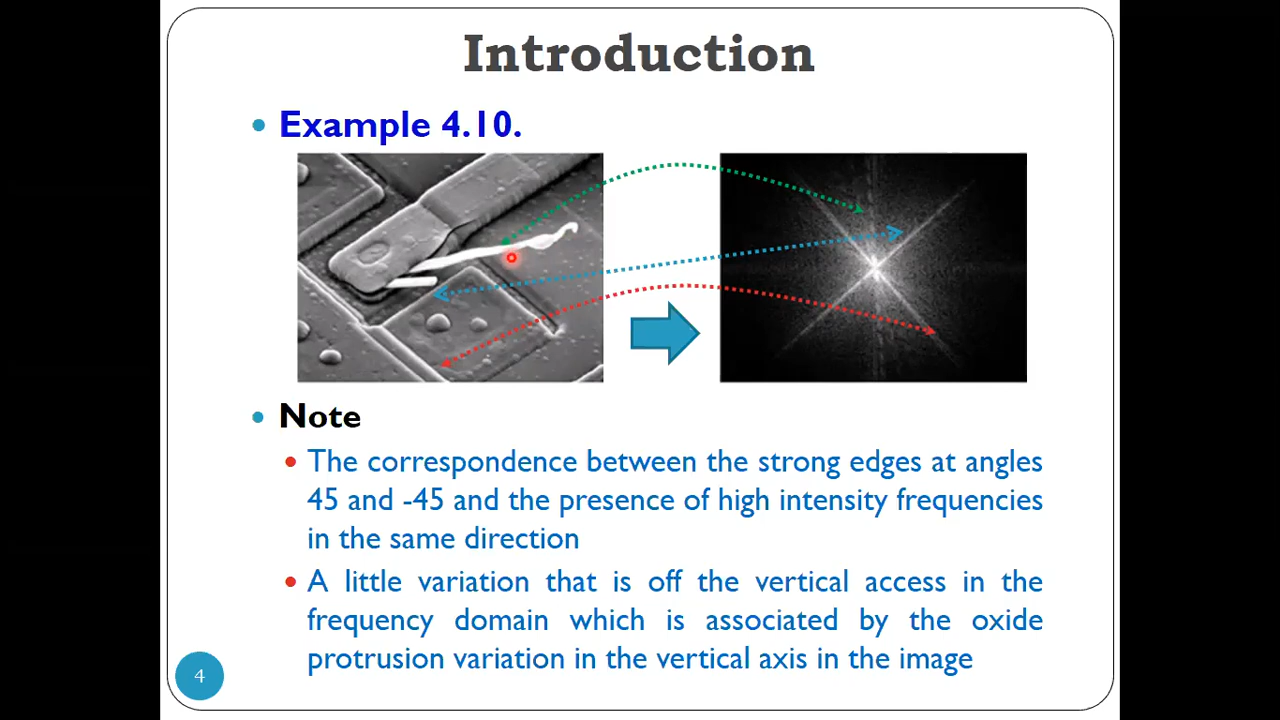 Introduction
Example 4.10.
Note
The correspondence between the strong edges at angles
45 and -45 and the presence of high intensity frequencies
in the same direction
A little variation that is off the vertical access in the
frequency domain which is associated by the oxide
protrusion variation in the vertical axis in the image
4